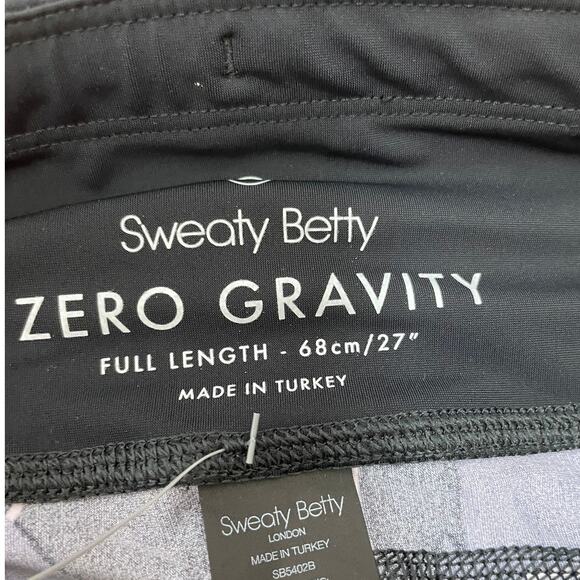 Sweaty Betty
ZERO GRAVITY
FULL LENGTH - 68cm/27"
MADE IN TURKEY
Sweaty Betty
LONDON
MADE IN TURKEY
SB5402B